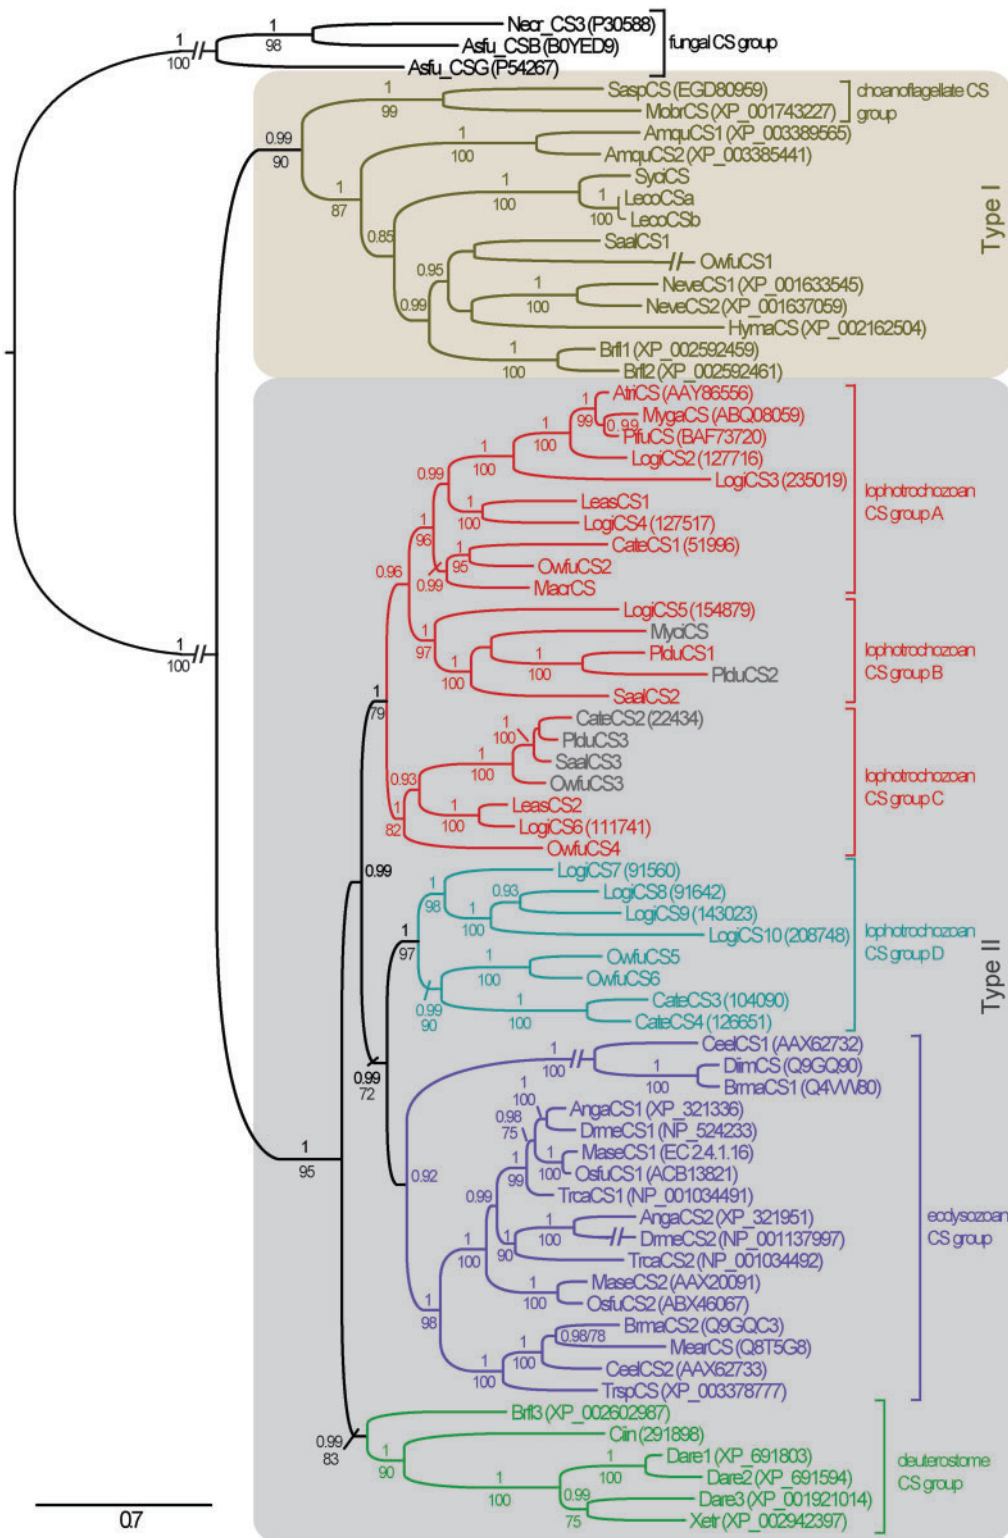 Necr_CS3 (P30588)
Asfu_CSB (B0YED9)
Asfu_CSG (P54267)
fungal CS group
1
98
1
100
SaspCS (EGD80959)
MobrCS (XP_001743227)
choanoflagellate CS
group
1
99
AmquCS1 (XP_003389565)
AmquCS2 (XP_003385441)
1
100
0.99
90
SyciCS
LecoCSa
LecoCSb
1
100
1
100
1
87
0.85
SaalCS1
OwfuCS1
0.95
NeveCS1 (XP_001633545)
NeveCS2 (XP_001637059)
1
100
HymaCS (XP_002162504)
0.99
Brfl1 (XP_002592459)
Brfl2 (XP_002592461)
1
100
Type I
AtriCS (AAY86556)
MygaCS (ABQ08059)
PifuCS (BAF73720)
LogiCS2 (127716)
LogiCS3 (235019)
1
99
0.99
1
100
1
100
0.99
LeasCS1
LogiCS4 (127517)
1
100
1
96
CateCS1 (51996)
OwfuCS2
MacrCS
1
95
0.99
lophotrochozoan
CS group A
0.96
LogiCS5 (154879)
MyciCS
PlduCS1
PlduCS2
SaalCS2
1
97
1
100
1
100
lophotrochozoan
CS group B
1
100
1
79
CateCS2 (22434)
PlduCS3
SaalCS3
OwfuCS3
1
100
1
100
0.93
LeasCS2
LogiCS6 (111741)
1
100
1
82
OwfuCS4
lophotrochozoan
CS group C
0.99
LogiCS7 (91560)
LogiCS8 (91642)
LogiCS9 (143023)
LogiCS10 (208748)
1
98
0.93
1
100
1
97
OwfuCS5
OwfuCS6
1
100
CateCS3 (104090)
CateCS4 (126651)
0.99
90
1
100
lophotrochozoan
CS group D
Type II
0.99
72
CeelCS1 (AAX62732)
DiimCS (Q9GQ90)
BrmaCS1 (Q4VW80)
1
100
1
100
AngaCS1 (XP_321336)
DrmeCS1 (NP_524233)
MaseCS1 (EC 2.4.1.16)
OsfuCS1 (ACB13821)
TrcaCS1 (NP_001034491)
1
100
0.98
75
1
100
1
99
0.92
0.99
AngaCS2 (XP_321951)
DrmeCS2 (NP_001137997)
TrcaCS2 (NP_001034492)
1
100
1
90
1
100
MaseCS2 (AAX20091)
OsfuCS2 (ABX46067)
1
100
1
98
BrmaCS2 (Q9GQC3)
MearCS (Q8T5G8)
CeelCS2 (AAX62733)
TrspCS (XP_003378777)
0.98/78
1
100
1
100
ecdysozoan
CS group
1
95
Brfl3 (XP_002602987)
Ciin (291898)
Dare1 (XP_691803)
Dare2 (XP_691594)
Dare3 (XP_001921014)
Xetr (XP_002942397)
0.99
83
1
90
1
100
1
100
0.99
75
deuterostome
CS group
0.7